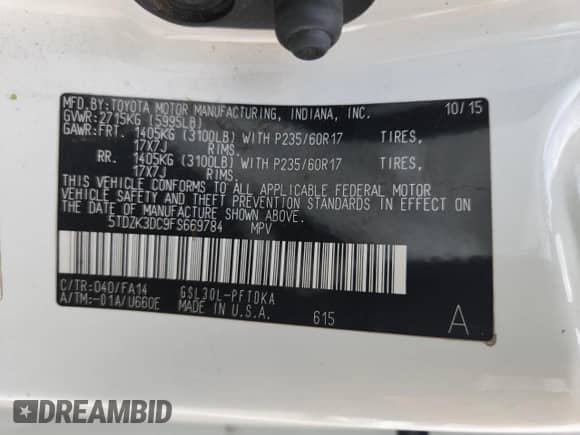 MFD.BY:TOYOTA MOTOR MANUFACTURING, INDIANA, INC. 10/15
GVWR:2715KG (5995LB)
GAWR:FRT. 1405KG (3100LB) WITH P235/60R17 TIRES,
17X7J RIMS.
RR. 1405KG (3100LB) WITH P235/60R17 TIRES,
17X7J RIMS.
THIS VEHICLE CONFORMS TO ALL APPLICABLE FEDERAL MOTOR
VEHICLE SAFETY AND THEFT PREVENTION STANDARDS IN EFFECT ON
THE DATE OF MANUFACTURE SHOWN ABOVE.
5TDZK3DC9FS669784 MPV
C/TR:040/FA14 GSL30L-PFTDKA
A/TM:-01A/U660E MADE IN U.S.A. 615 A
DREAMBID